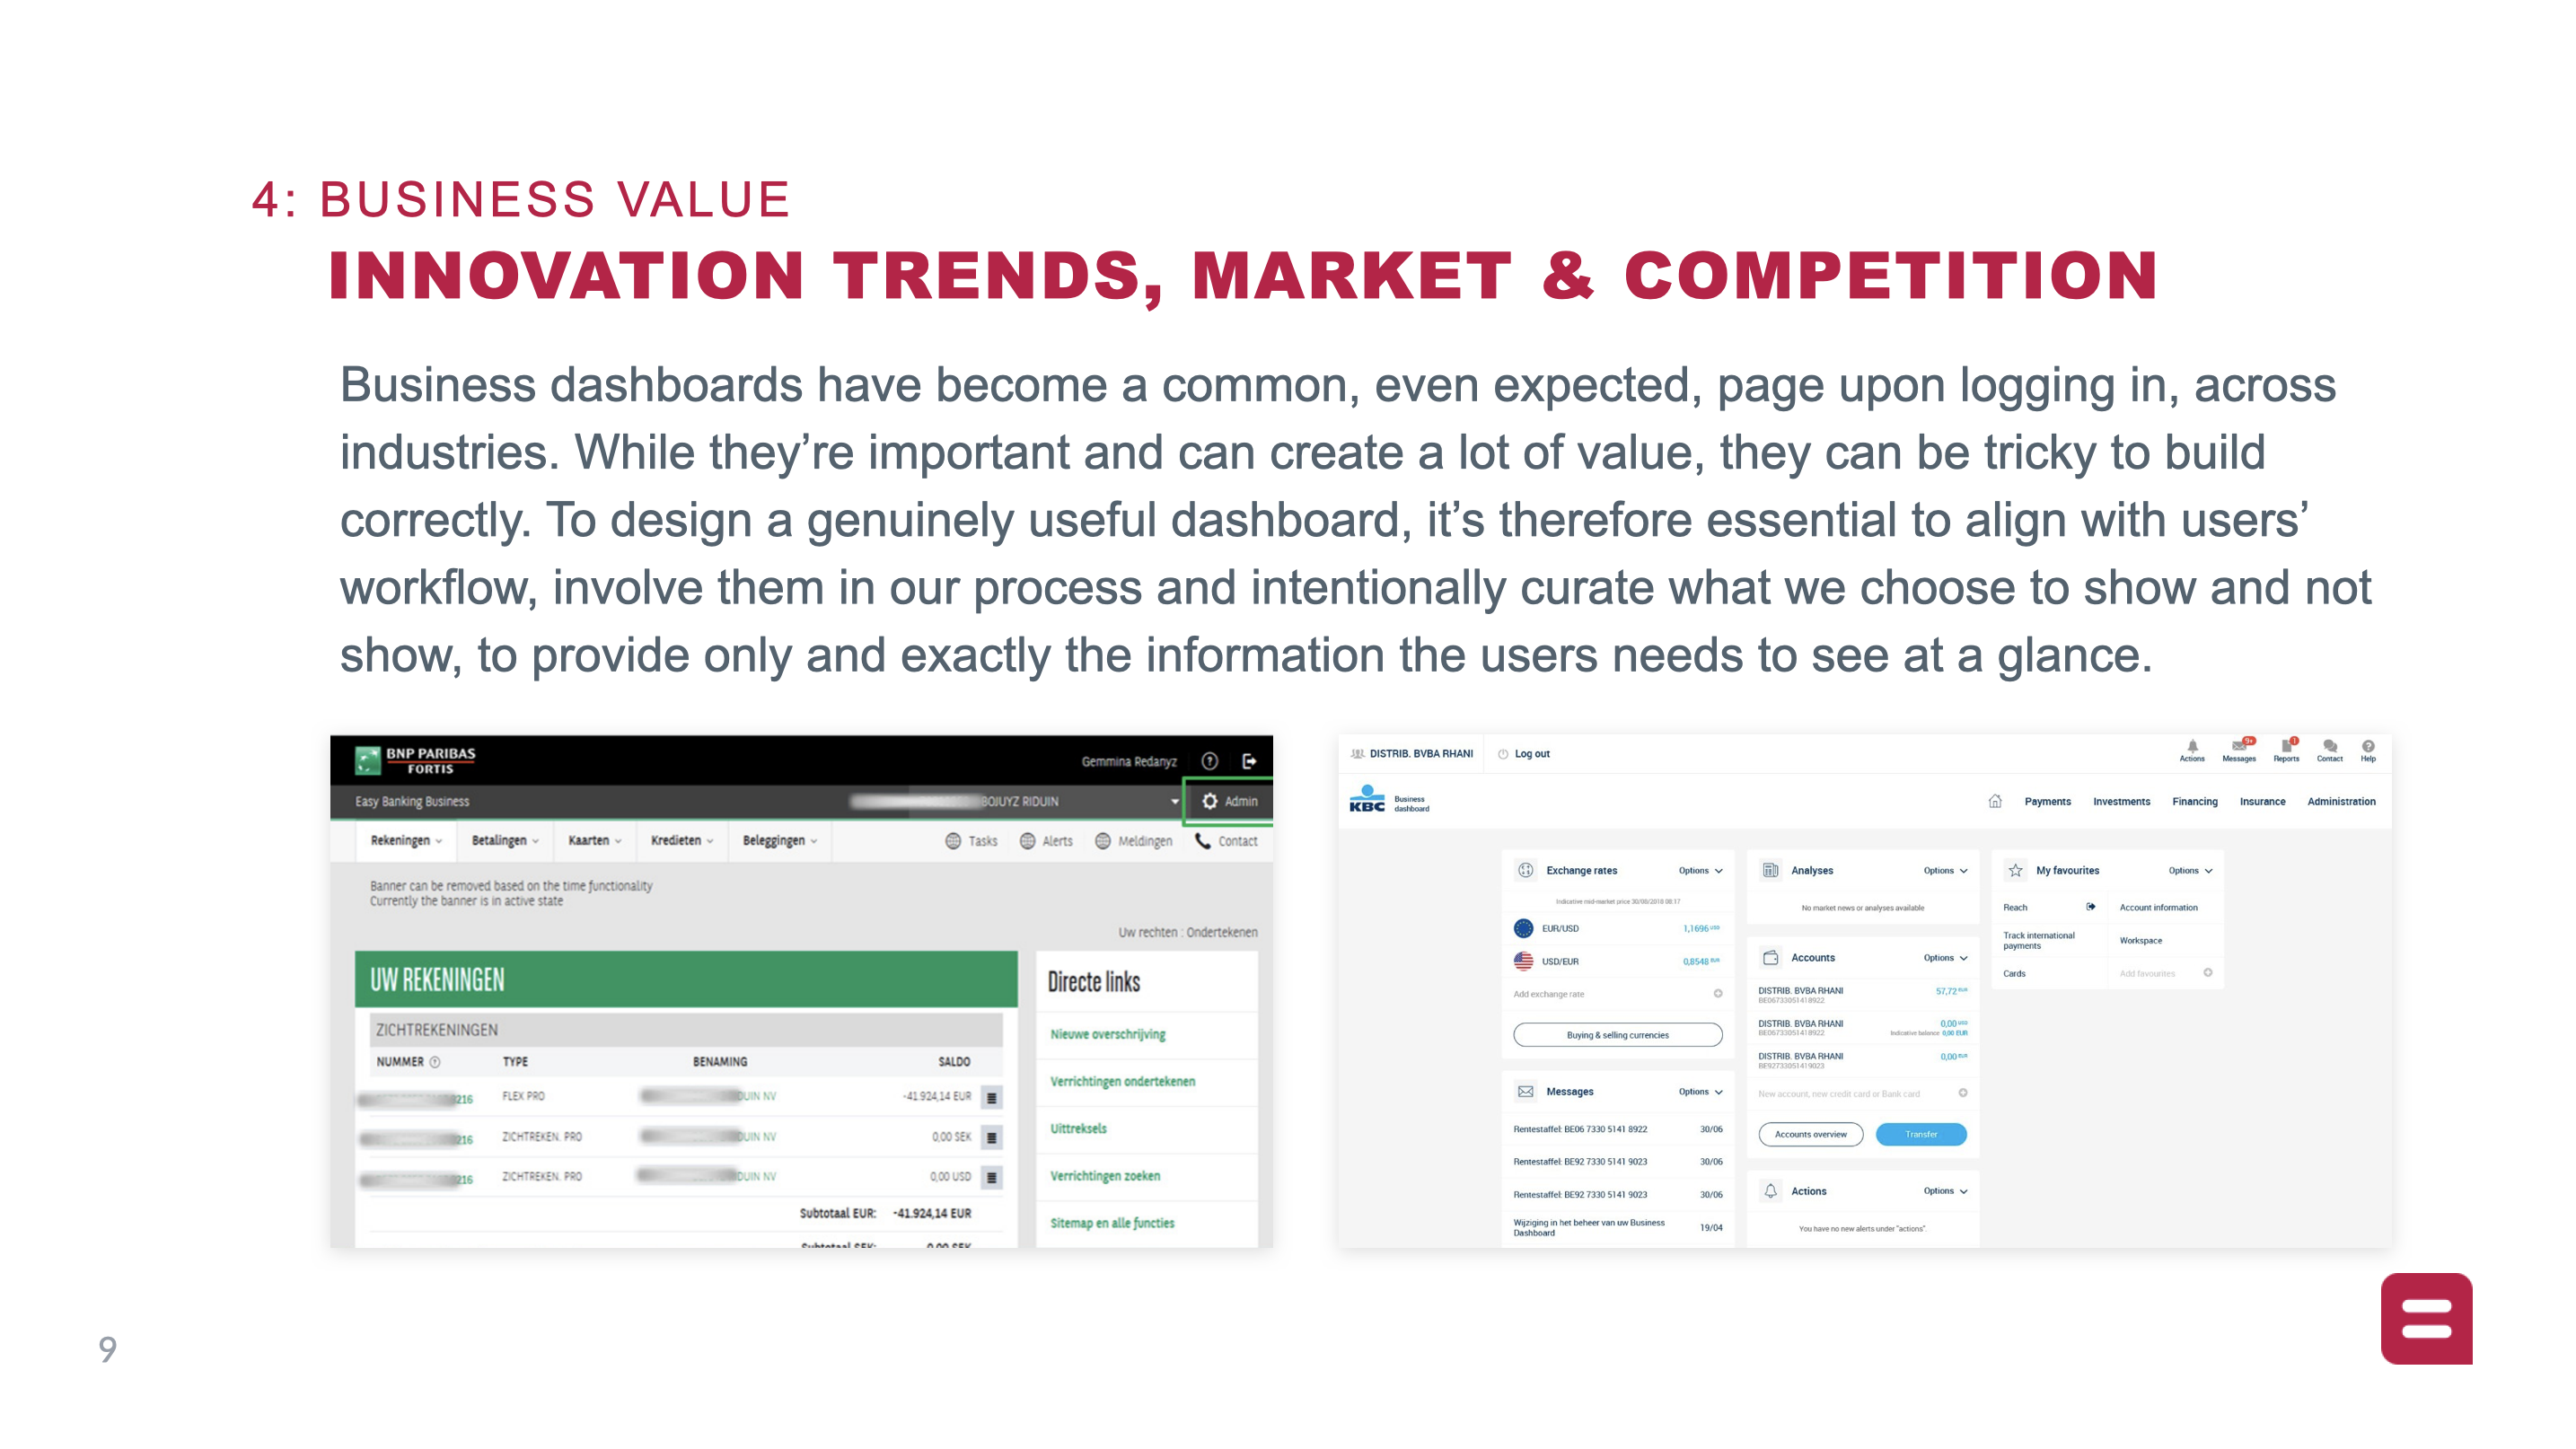 4: BUSINESS VALUE
INNOVATION TRENDS, MARKET & COMPETITION
Business dashboards have become a common, even expected, page upon logging in, across
industries. While they’re important and can create a lot of value, they can be tricky to build
correctly. To design a genuinely useful dashboard, it’s therefore essential to align with users’
workflow, involve them in our process and intentionally curate what we choose to show and not
show, to provide only and exactly the information the users needs to see at a glance.
BNP PARIBAS
FORTIS
Gemmina Redanyz
Easy Banking Business
BOJUYZ RIDUIN
Admin
Rekeningen
Betalingen
Kaarten
Kredieten
Beleggingen
Tasks
Alerts
Meldingen
Contact
Banner can be removed based on the time functionality
Currently the banner is in active state
Uw rechten : Ondertekenen
UW REKENINGEN
ZICHTREKENINGEN
NUMMER TYPE BENAMING SALDO
216 FLEX PRO DUIN NV -41.924,14 EUR
216 ZICHTREKEN. PRO DUIN NV 0,00 SEK
216 ZICHTREKEN. PRO DUIN NV 0,00 USD
Subtotaal EUR: -41.924,14 EUR
Subtotaal SEK: 0,00 SEK
Directe links
Nieuwe overschrijving
Verrichtingen ondertekenen
Uittreksels
Verrichtingen zoeken
Sitemap en alle functies
DISTRIB. BVBA RHANI
Log out
Actions
9+
Messages
1
Reports
Contact
Help
KBC
Business
dashboard
Payments
Investments
Financing
Insurance
Administration
Exchange rates
Options
Indicative mid-market price 30/08/2018 08:17
EUR/USD 1,1696 USD
USD/EUR 0,8548 EUR
Add exchange rate
Buying & selling currencies
Messages
Options
Rentestaffel: BE06 7330 5141 8922 30/06
Rentestaffel: BE92 7330 5141 9023 30/06
Rentestaffel: BE92 7330 5141 9023 30/06
Wijziging in het beheer van uw Business
Dashboard
19/04
Analyses
Options
No market news or analyses available
Accounts
Options
DISTRIB. BVBA RHANI 57,72 EUR
BE06733051418922
DISTRIB. BVBA RHANI 0,00 USD
BE06733051418922 Indicative balance 0,00 EUR
DISTRIB. BVBA RHANI 0,00 EUR
BE92733051419023
New account, new credit card or Bank card
Accounts overview
Transfer
Actions
Options
You have no new alerts under "actions".
My favourites
Options
Reach
Account information
Track international
payments
Workspace
Cards
Add favourites
9